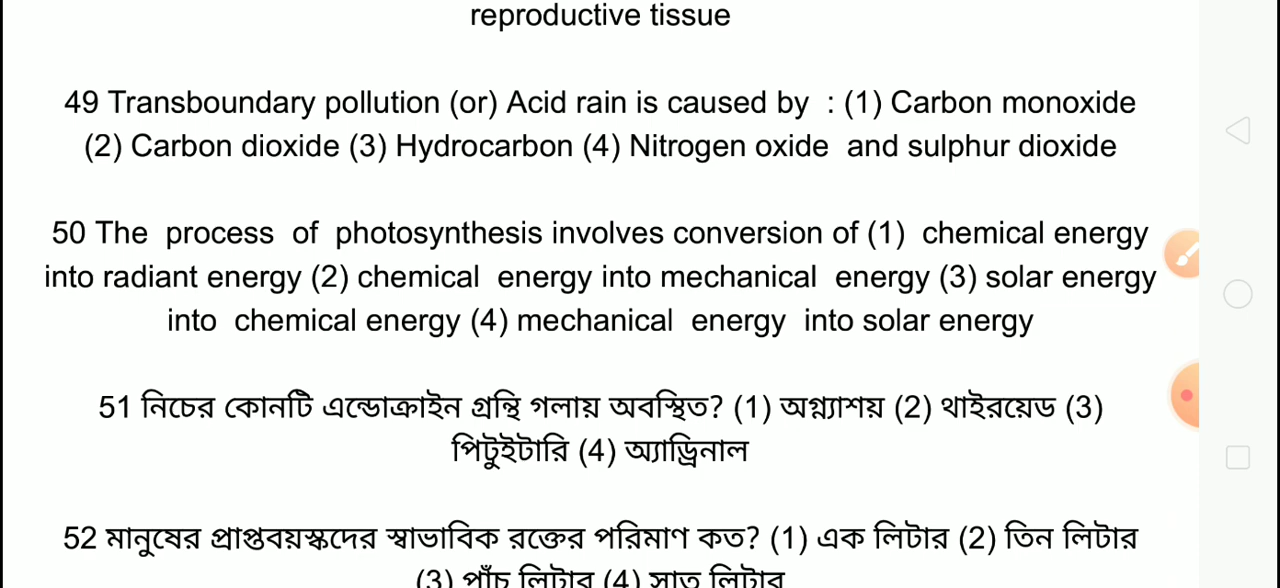 reproductive tissue
49 Transboundary pollution (or) Acid rain is caused by : (1) Carbon monoxide
(2) Carbon dioxide (3) Hydrocarbon (4) Nitrogen oxide and sulphur dioxide
50 The process of photosynthesis involves conversion of (1) chemical energy
into radiant energy (2) chemical energy into mechanical energy (3) solar energy
into chemical energy (4) mechanical energy into solar energy
51 নিচের কোনটি এন্ডোক্রাইন গ্রন্থি গলায় অবস্থিত? (1) অগ্ন্যাশয় (2) থাইরয়েড (3)
পিটুইটারি (4) অ্যাড্রিনাল
52 মানুষের প্রাপ্তবয়স্কদের স্বাভাবিক রক্তের পরিমাণ কত? (1) এক লিটার (2) তিন লিটার
(3) পাঁচ লিটার (4) সাত লিটার